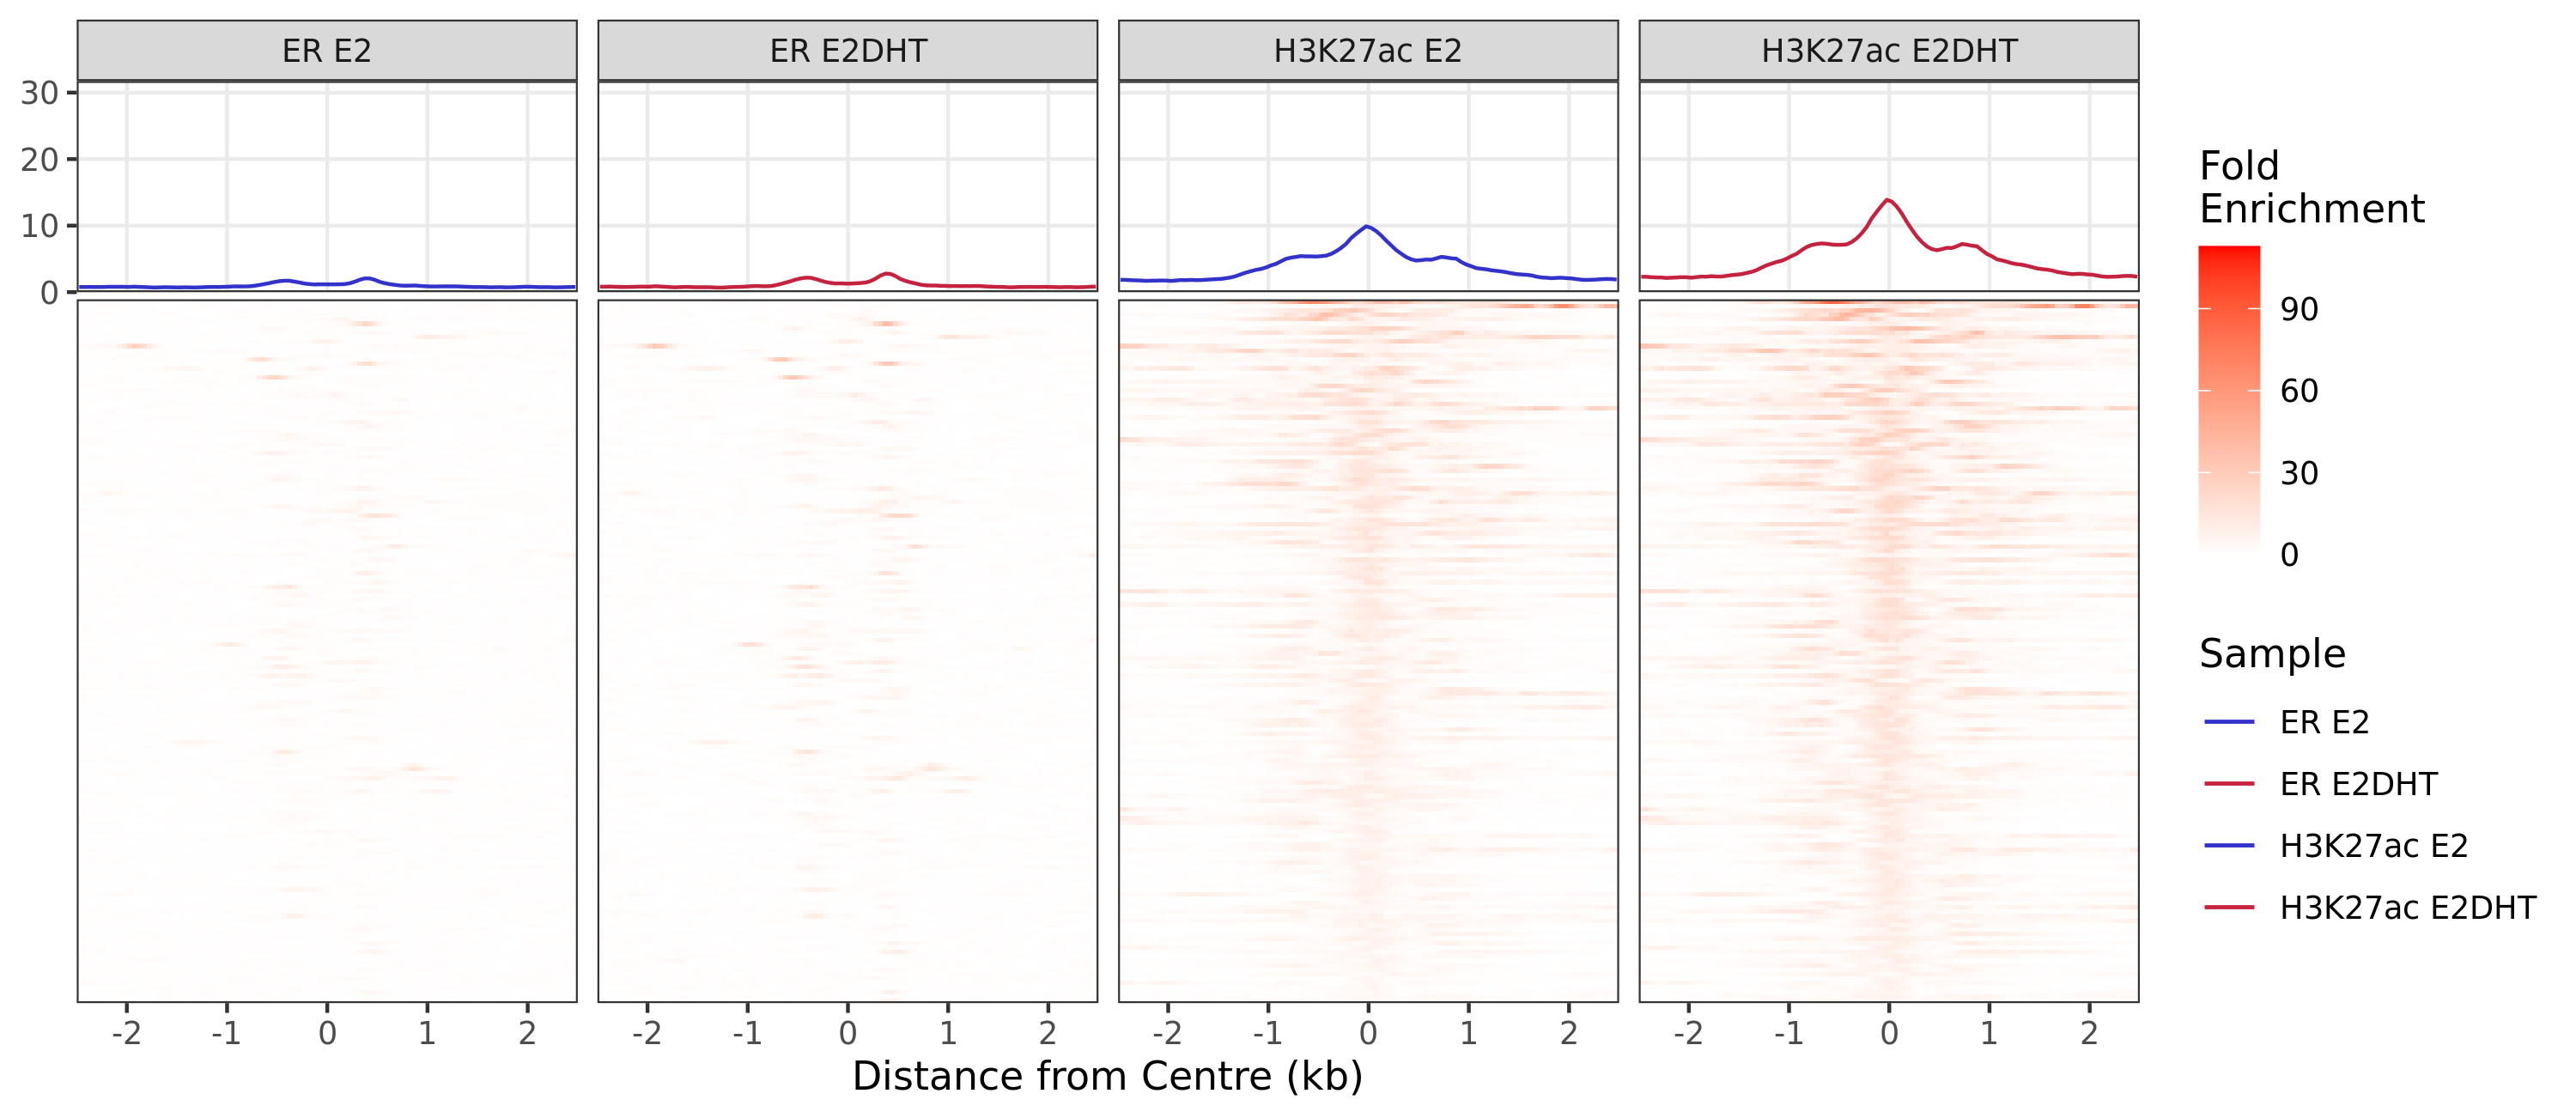 ER E2
ER E2DHT
H3K27ac E2
H3K27ac E2DHT
30
20
10
0
-2 -1 0 1 2
-2 -1 0 1 2
-2 -1 0 1 2
-2 -1 0 1 2
Distance from Centre (kb)
Fold
Enrichment
90
60
30
0
Sample
ER E2
ER E2DHT
H3K27ac E2
H3K27ac E2DHT